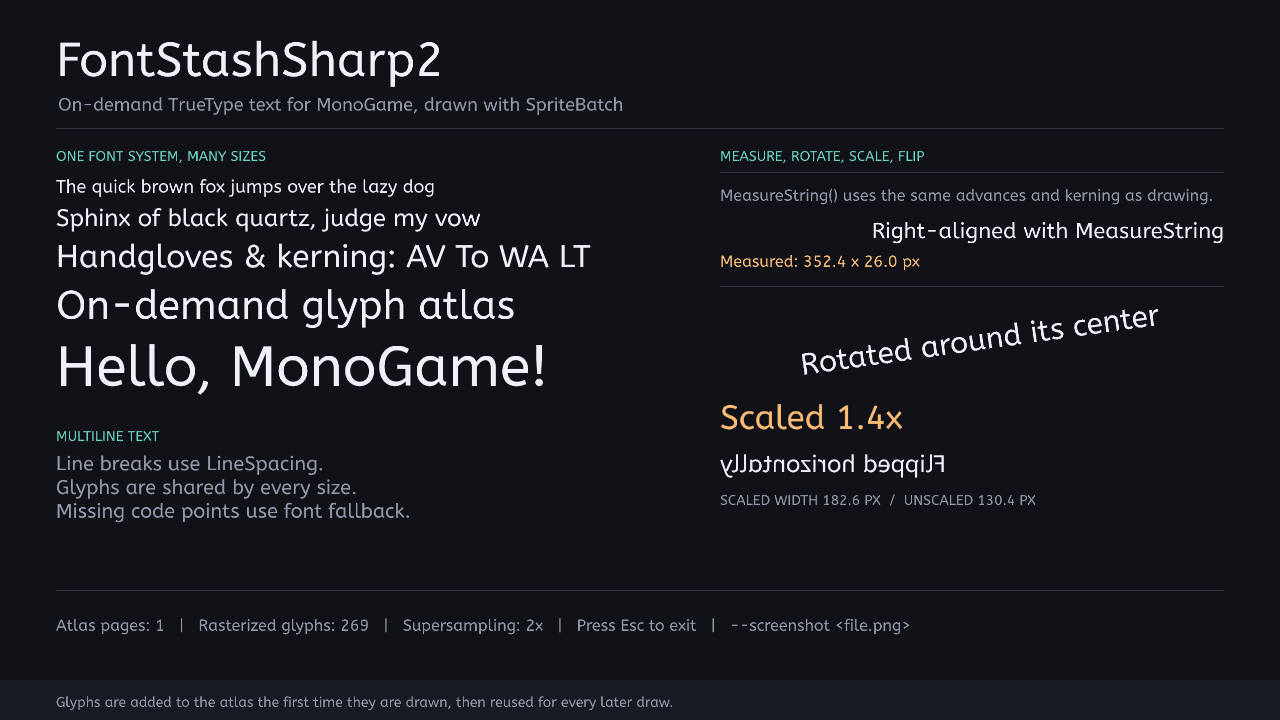 FontStashSharp2
On-demand TrueType text for MonoGame, drawn with SpriteBatch
ONE FONT SYSTEM, MANY SIZES
The quick brown fox jumps over the lazy dog
Sphinx of black quartz, judge my vow
Handgloves & kerning: AV To WA LT
On-demand glyph atlas
Hello, MonoGame!
MULTILINE TEXT
Line breaks use LineSpacing.
Glyphs are shared by every size.
Missing code points use font fallback.
MEASURE, ROTATE, SCALE, FLIP
MeasureString() uses the same advances and kerning as drawing.
Right-aligned with MeasureString
Measured: 352.4 x 26.0 px
Rotated around its center
Scaled 1.4x
Flipped horizontally
SCALED WIDTH 182.6 PX / UNSCALED 130.4 PX
Atlas pages: 1 | Rasterized glyphs: 269 | Supersampling: 2x | Press Esc to exit | --screenshot <file.png>
Glyphs are added to the atlas the first time they are drawn, then reused for every later draw.